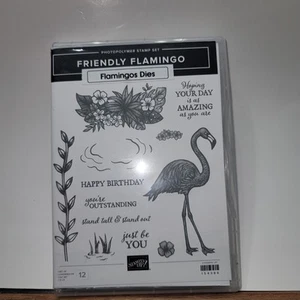 PHOTOPOLYMER STAMP SET
FRIENDLY FLAMINGO
Flamingos Dies
Hoping
YOUR DAY
is as
AMAZING
as you are
HAPPY BIRTHDAY
you're
OUTSTANDING
stand tall & stand out
just be
YOU
12